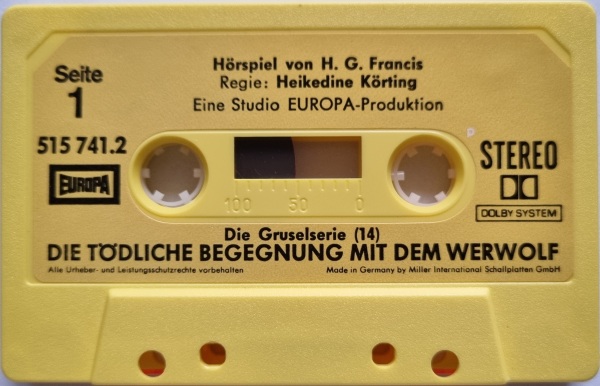 Hörspiel von H. G. Francis
Regie: Heikedine Körting
Eine Studio EUROPA-Produktion
Seite
1
515 741.2
EUROPA
P
STEREO
DOLBY SYSTEM
100 50 0
Die Gruselserie (14)
DIE TÖDLICHE BEGEGNUNG MIT DEM WERWOLF
Alle Urheber- und Leistungsschutzrechte vorbehalten
Made in Germany by Miller International Schallplatten GmbH